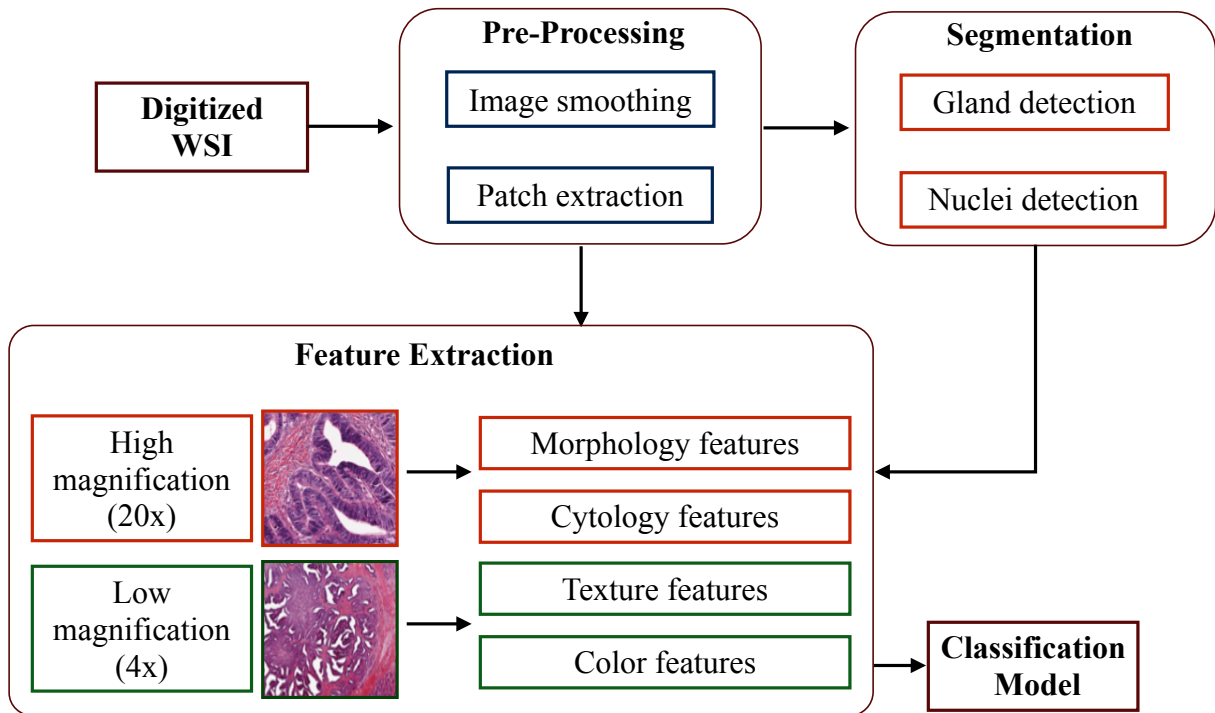 Pre-Processing
Segmentation
Digitized
WSI
Image smoothing
Patch extraction
Gland detection
Nuclei detection
Feature Extraction
High
magnification
(20x)
Morphology features
Cytology features
Low
magnification
(4x)
Texture features
Color features
Classification
Model